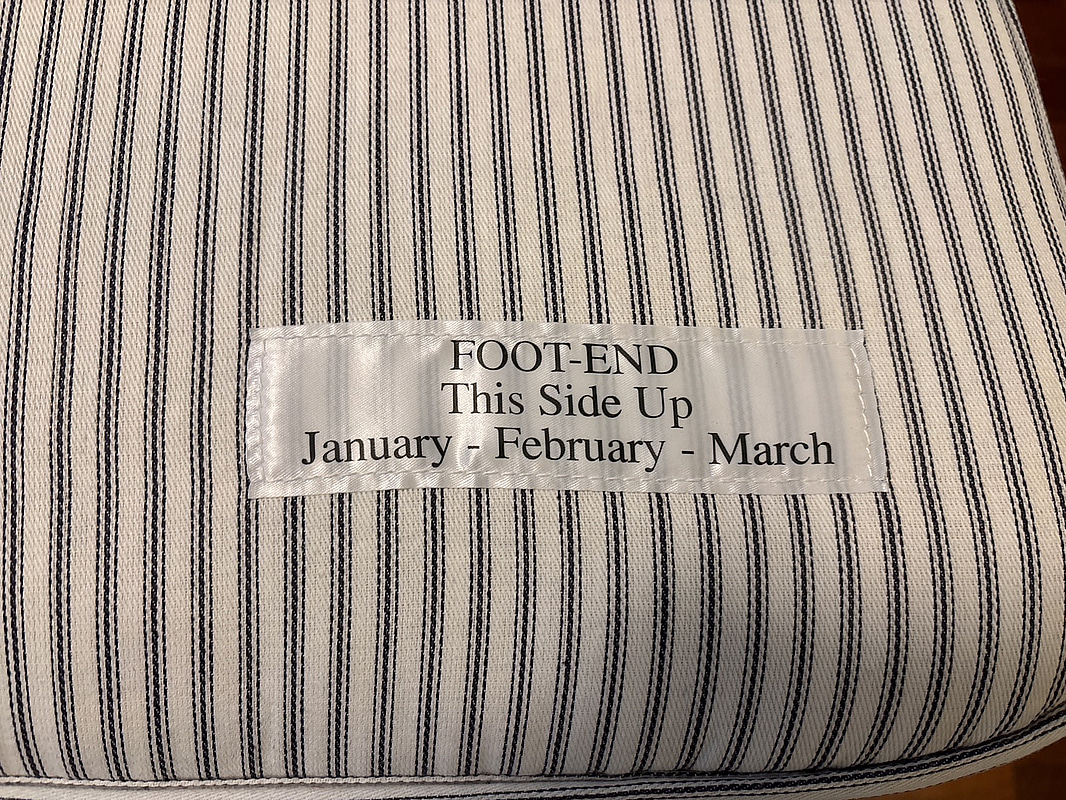 FOOT-END
This Side Up
January - February - March